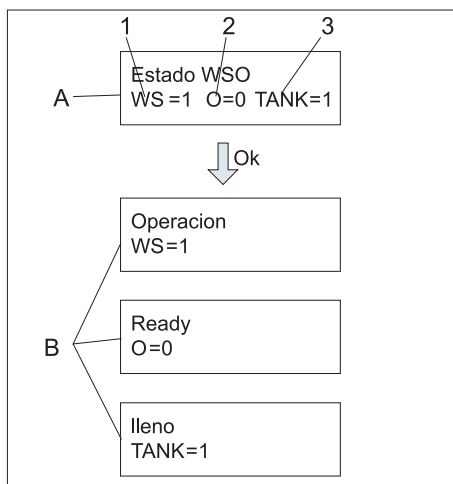 1 2 3
Estado WSO
A
WS =1 O=0 TANK=1
Ok
Operacion
WS=1
Ready
B
O=0
lleno
TANK=1